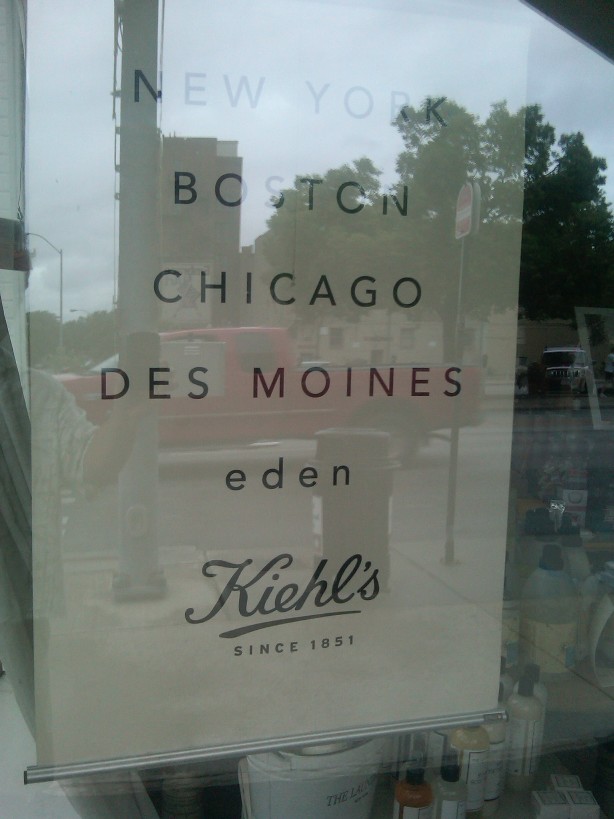 NEW YORK
BOSTON
CHICAGO
DES MOINES
eden
Kiehl's
SINCE 1851